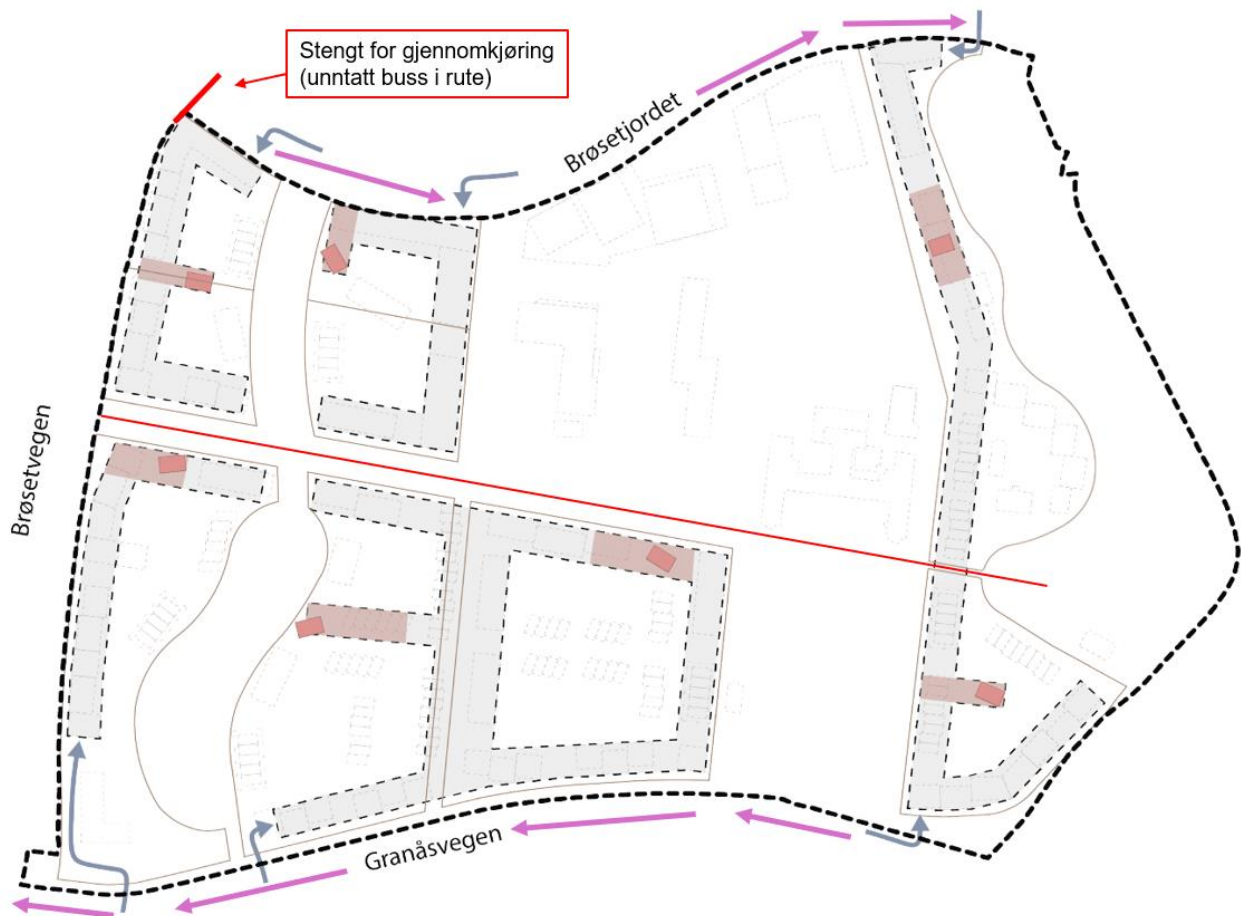 Stengt for gjennomkjøring
(unntatt buss i rute)
Brøsetjordet
Brøsetvegen
Granåsvegen